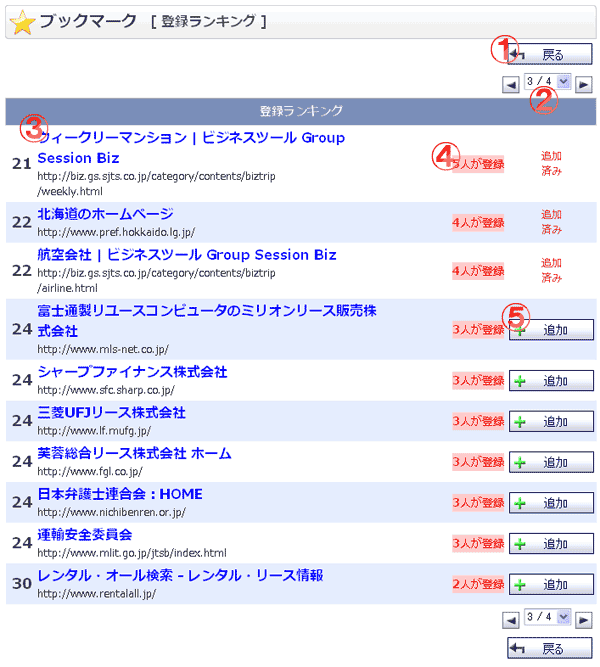 ブックマーク [ 登録ランキング ]
① 戻る
3 / 4
②
登録ランキング
③
21 ウィークリーマンション | ビジネスツール Group
Session Biz
http://biz.gs.sjts.co.jp/category/contents/biztrip
/weekly.html
④ 5人が登録
追加
済み
22 北海道のホームページ
http://www.pref.hokkaido.lg.jp/
4人が登録
追加
済み
22 航空会社 | ビジネスツール Group Session Biz
http://biz.gs.sjts.co.jp/category/contents/biztrip
/airline.html
4人が登録
追加
済み
24 富士通製リユースコンピュータのミリオンリース販売株
式会社
http://www.mls-net.co.jp/
3人が登録
⑤ 追加
24 シャープファイナンス株式会社
http://www.sfc.sharp.co.jp/
3人が登録 追加
24 三菱UFJリース株式会社
http://www.lf.mufg.jp/
3人が登録 追加
24 芙蓉総合リース株式会社 ホーム
http://www.fgl.co.jp/
3人が登録 追加
24 日本弁護士連合会：HOME
http://www.nichibenren.or.jp/
3人が登録 追加
24 運輸安全委員会
http://www.mlit.go.jp/jtsb/index.html
3人が登録 追加
30 レンタル・オール検索 - レンタル・リース情報
http://www.rentalall.jp/
2人が登録 追加
3 / 4
戻る